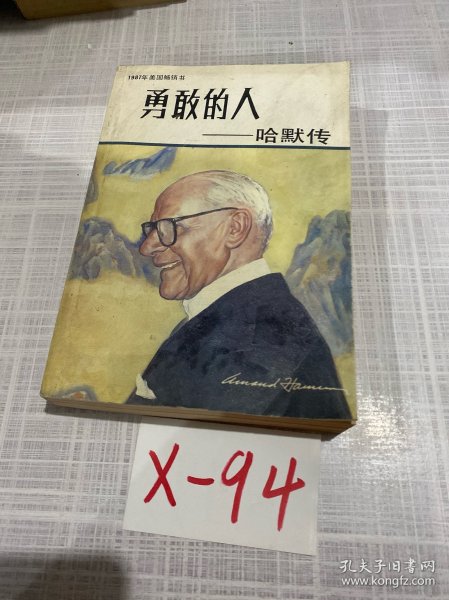 1987年美国畅销书
勇敢的人
——哈默传
Armand Hammer
X-94
孔夫子旧书网
www.kongfz.com